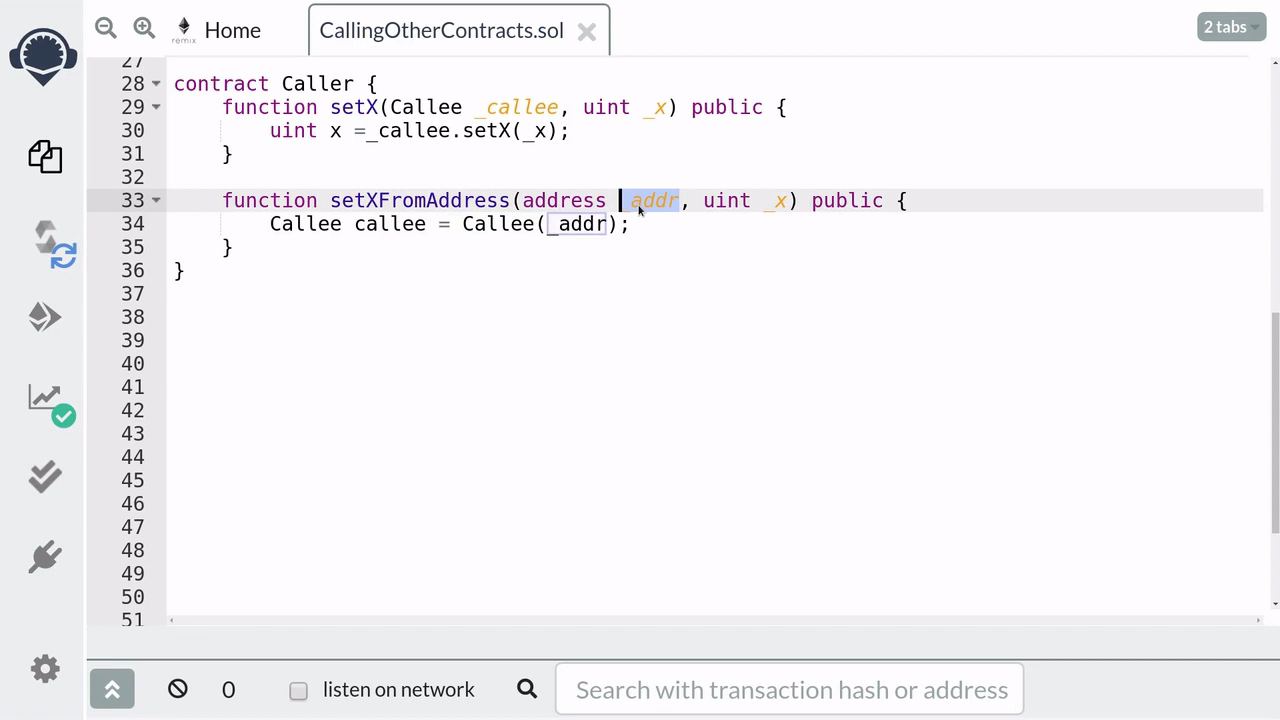 remix
Home
CallingOtherContracts.sol
2 tabs
27
28 contract Caller {
29 function setX(Callee _callee, uint _x) public {
30 uint x =_callee.setX(_x);
31 }
32
33 function setXFromAddress(address _addr, uint _x) public {
34 Callee callee = Callee(_addr);
35 }
36 }
37
38
39
40
41
42
43
44
45
46
47
48
49
50
51
0 listen on network Search with transaction hash or address